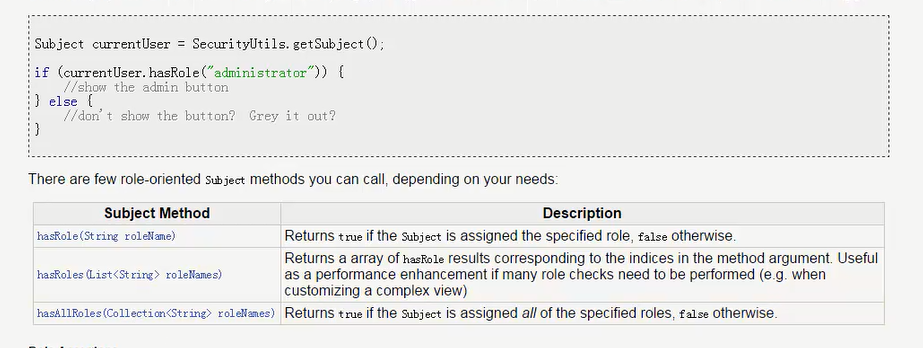 Subject currentUser = SecurityUtils.getSubject();
if (currentUser.hasRole("administrator")) {
//show the admin button
} else {
//don't show the button?  Grey it out?
}
There are few role-oriented Subject methods you can call, depending on your needs:
Subject Method
Description
hasRole(String roleName)
Returns true if the Subject is assigned the specified role, false otherwise.
hasRoles(List<String> roleNames)
Returns a array of hasRole results corresponding to the indices in the method argument. Useful
as a performance enhancement if many role checks need to be performed (e.g. when
customizing a complex view)
hasAllRoles(Collection<String> roleNames)
Returns true if the Subject is assigned all of the specified roles, false otherwise.